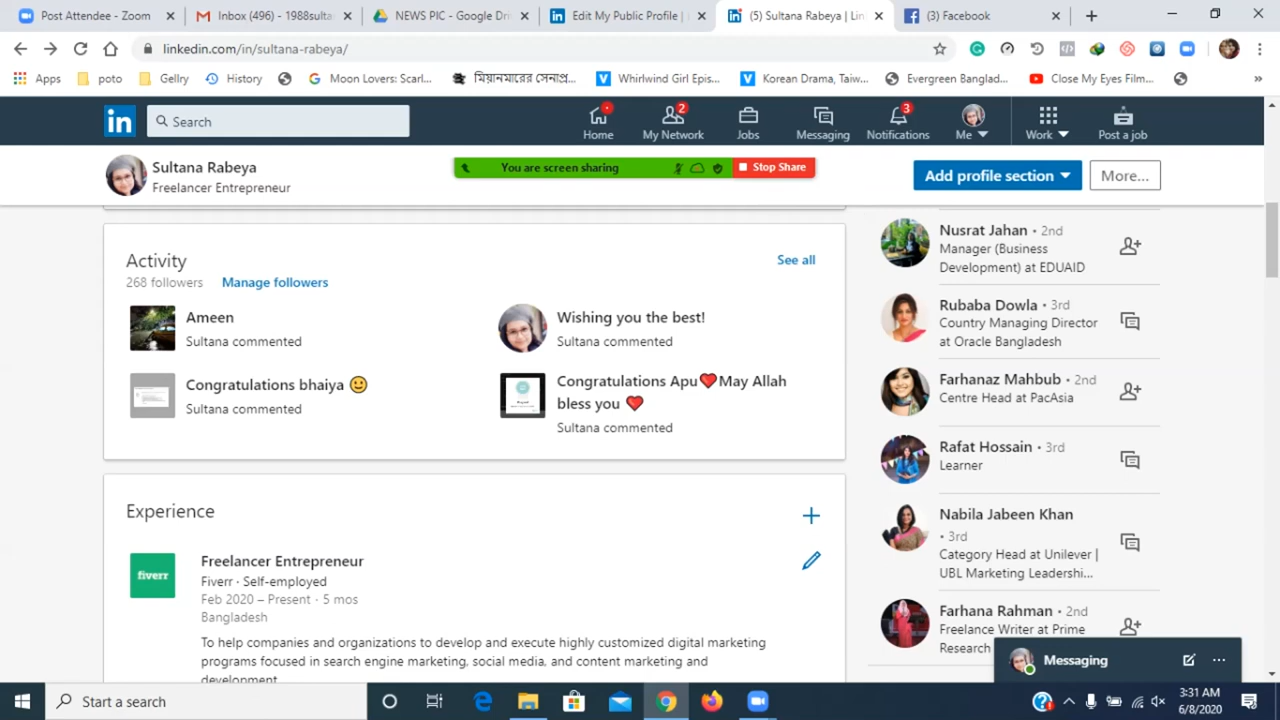 Post Attendee - Zoom
Inbox (496) - 1988sulta
NEWS PIC - Google Dri
Edit My Public Profile |
(5) Sultana Rabeya | Lin
(3) Facebook
linkedin.com/in/sultana-rabeya/
Apps
poto
Gellry
History
Moon Lovers: Scarl...
মিয়ানমারের সেনাপ্র...
Whirlwind Girl Epis...
Korean Drama, Taiw...
Evergreen Banglad...
Close My Eyes Film...
»
in
Search
Home
2
My Network
Jobs
Messaging
3
Notifications
Me
Work
Post a job
Sultana Rabeya
Freelancer Entrepreneur
You are screen sharing
Stop Share
Add profile section
More...
Activity
See all
268 followers
Manage followers
Ameen
Sultana commented
Wishing you the best!
Sultana commented
Congratulations bhaiya 🙂
Sultana commented
Congratulations Apu❤️May Allah
bless you ❤️
Sultana commented
Experience
fiverr
Freelancer Entrepreneur
Fiverr · Self-employed
Feb 2020 – Present · 5 mos
Bangladesh
To help companies and organizations to develop and execute highly customized digital marketing
programs focused in search engine marketing, social media, and content marketing and
development
Nusrat Jahan • 2nd
Manager (Business
Development) at EDUAID
Rubaba Dowla • 3rd
Country Managing Director
at Oracle Bangladesh
Farhanaz Mahbub • 2nd
Centre Head at PacAsia
Rafat Hossain • 3rd
Learner
Nabila Jabeen Khan
• 3rd
Category Head at Unilever |
UBL Marketing Leadershi...
Farhana Rahman • 2nd
Freelance Writer at Prime
Research
Messaging
Start a search
3:31 AM
6/8/2020